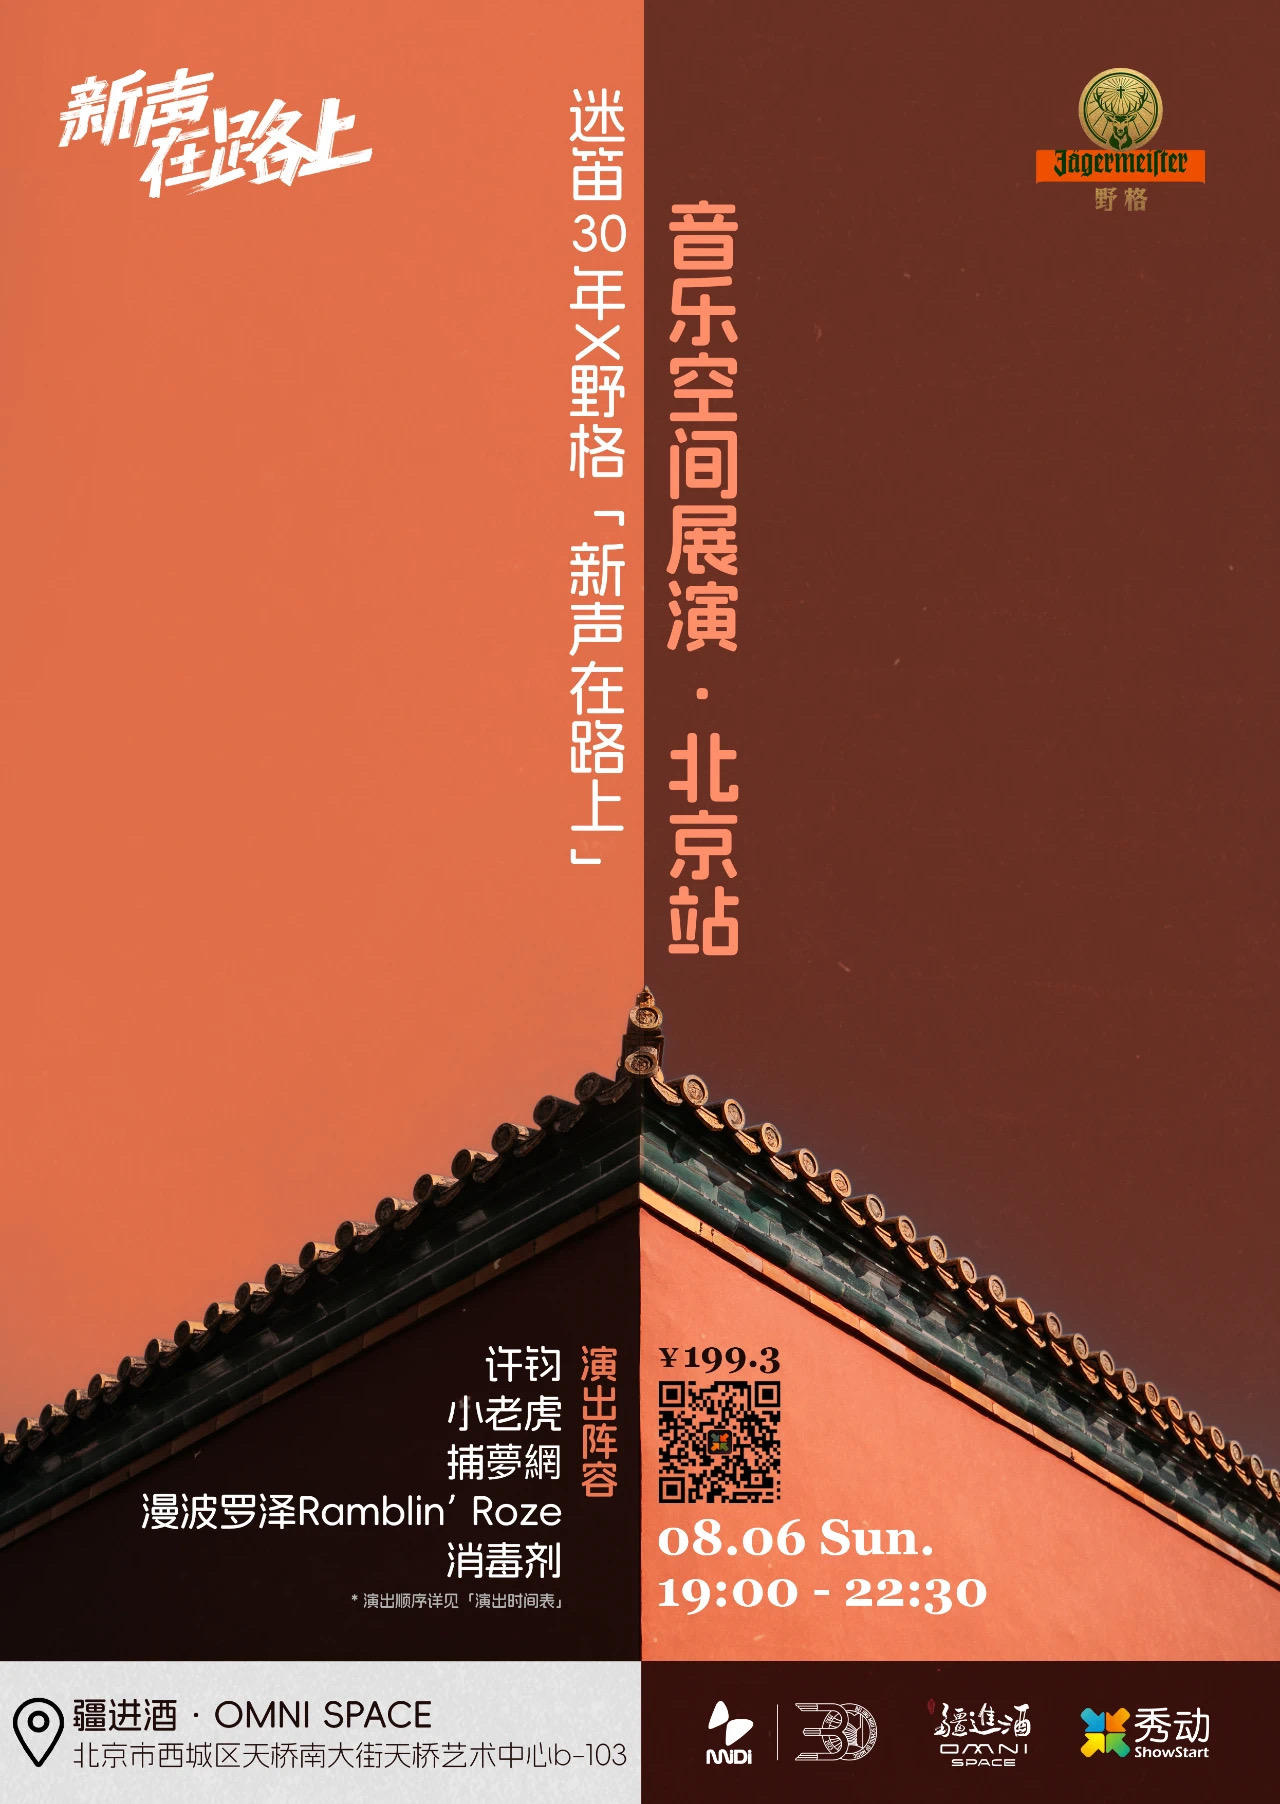 新声
在路上
Jägermeister
野格
迷笛30年X野格「新声在路上」
音乐空间展演·北京站
演出阵容
许钧
小老虎
捕夢網
漫波罗泽Ramblin' Roze
消毒剂
* 演出顺序详见「演出时间表」
¥199.3
08.06 Sun.
19:00 - 22:30
疆进酒 · OMNI SPACE
北京市西城区天桥南大街天桥艺术中心b-103
MIDI
30
疆進酒
OMNI
SPACE
秀动
ShowStart